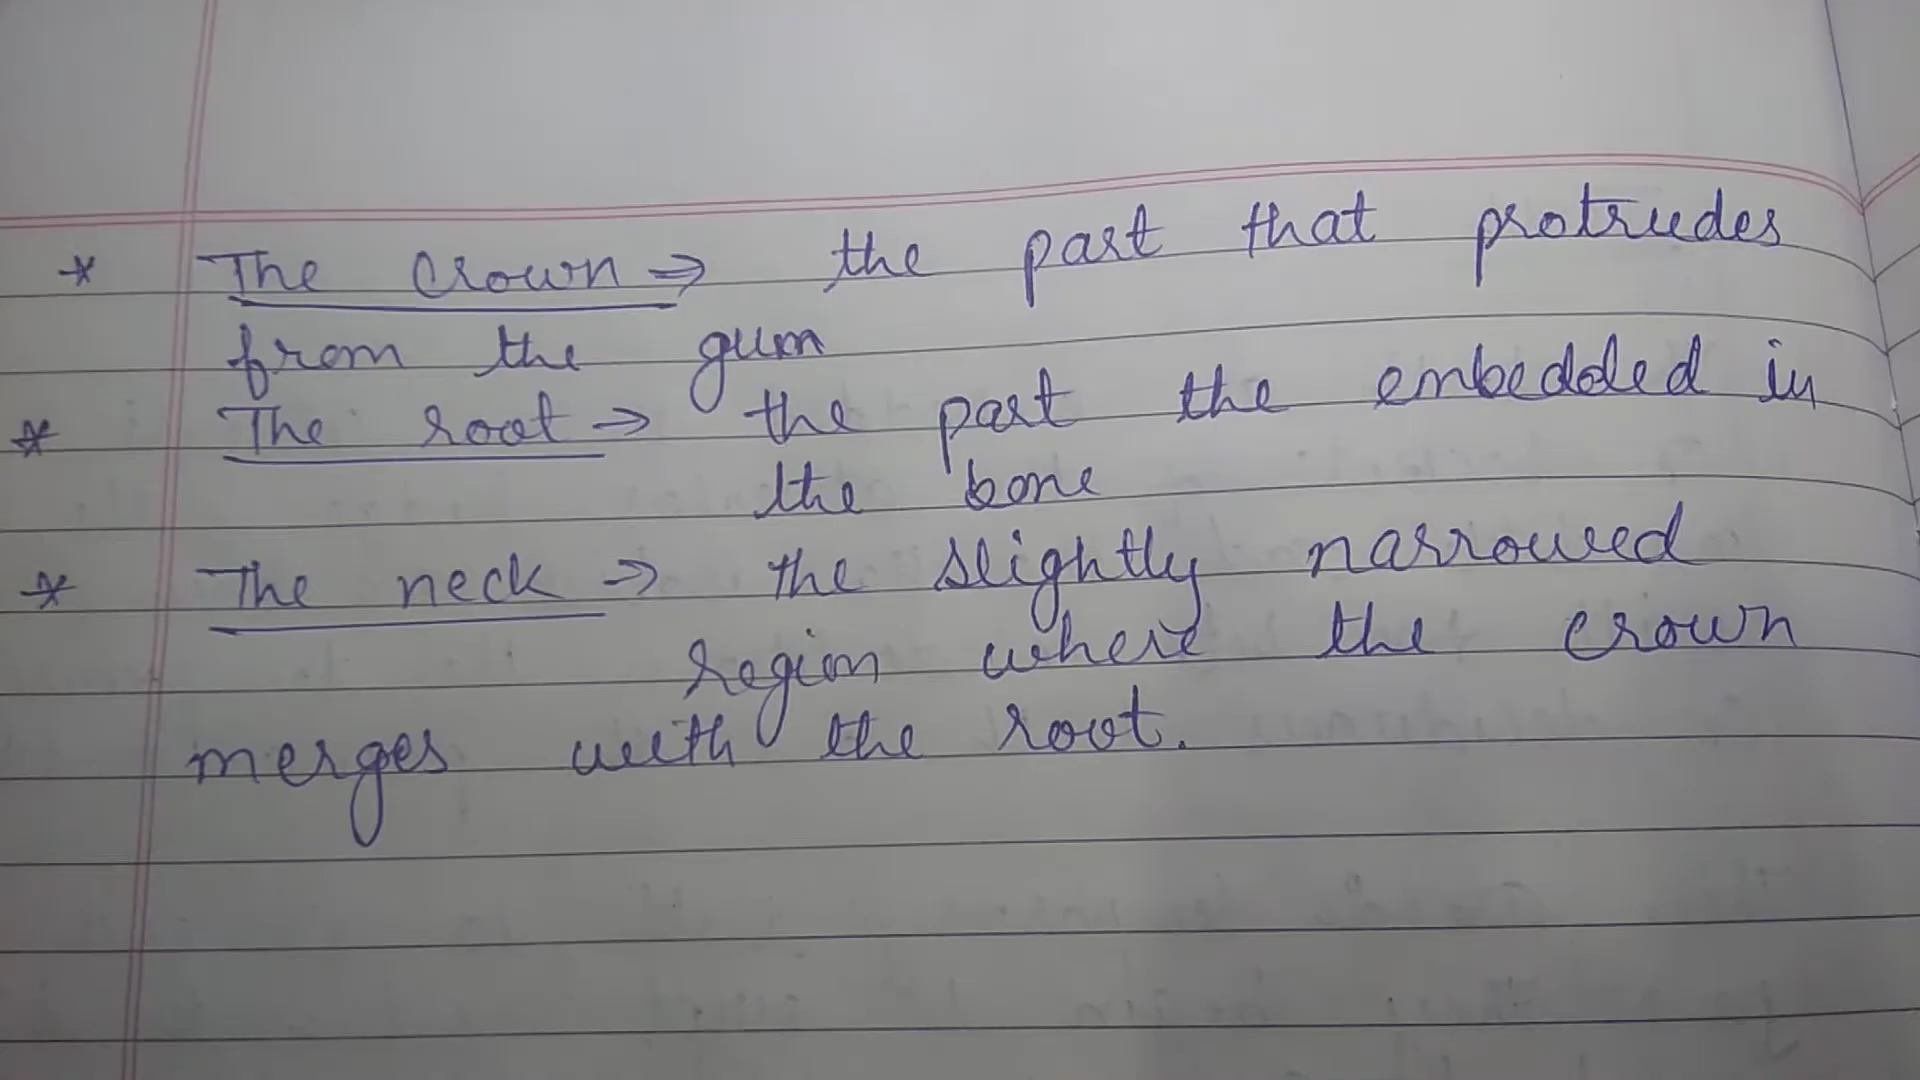 * The Crown ⇒ the part that protrudes
from the gum
* The root → the part the embedded in
the bone
* The neck ⇒ the slightly narrowed
region where the crown
merges with the root.